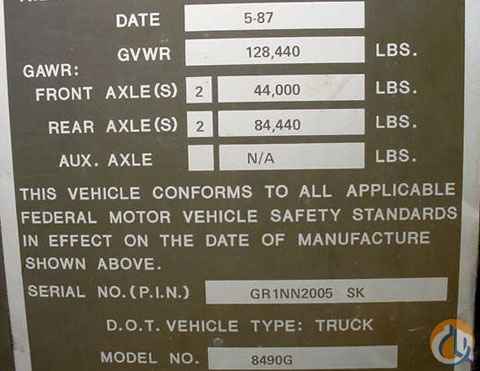 DATE 5-87
GVWR 128,440 LBS.
GAWR:
FRONT AXLE(S) 2 44,000 LBS.
REAR AXLE(S) 2 84,440 LBS.
AUX. AXLE N/A LBS.
THIS VEHICLE CONFORMS TO ALL APPLICABLE
FEDERAL MOTOR VEHICLE SAFETY STANDARDS
IN EFFECT ON THE DATE OF MANUFACTURE
SHOWN ABOVE.
SERIAL NO.(P.I.N.) GR1NN2005 SK
D.O.T. VEHICLE TYPE: TRUCK
MODEL NO. 8490G